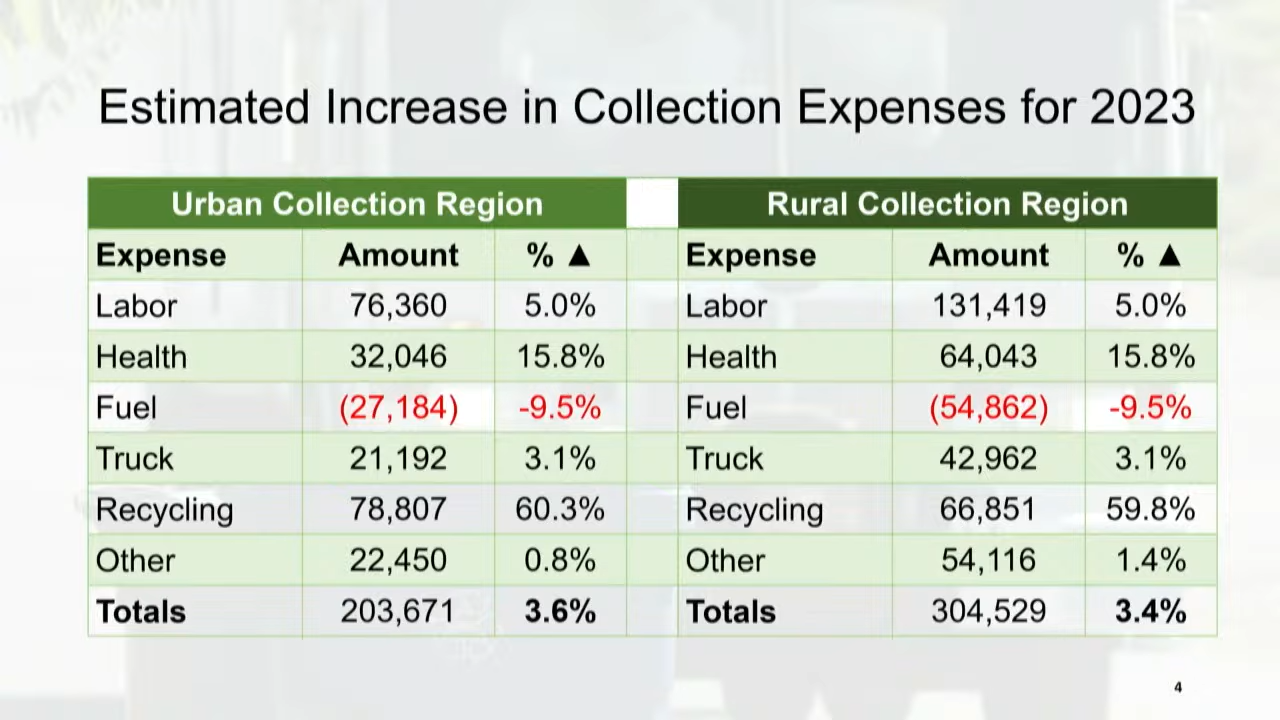 Estimated Increase in Collection Expenses for 2023
Urban Collection Region Rural Collection Region
Expense Amount % ▲ Expense Amount % ▲
Labor 76,360 5.0% Labor 131,419 5.0%
Health 32,046 15.8% Health 64,043 15.8%
Fuel (27,184) -9.5% Fuel (54,862) -9.5%
Truck 21,192 3.1% Truck 42,962 3.1%
Recycling 78,807 60.3% Recycling 66,851 59.8%
Other 22,450 0.8% Other 54,116 1.4%
Totals 203,671 3.6% Totals 304,529 3.4%
4